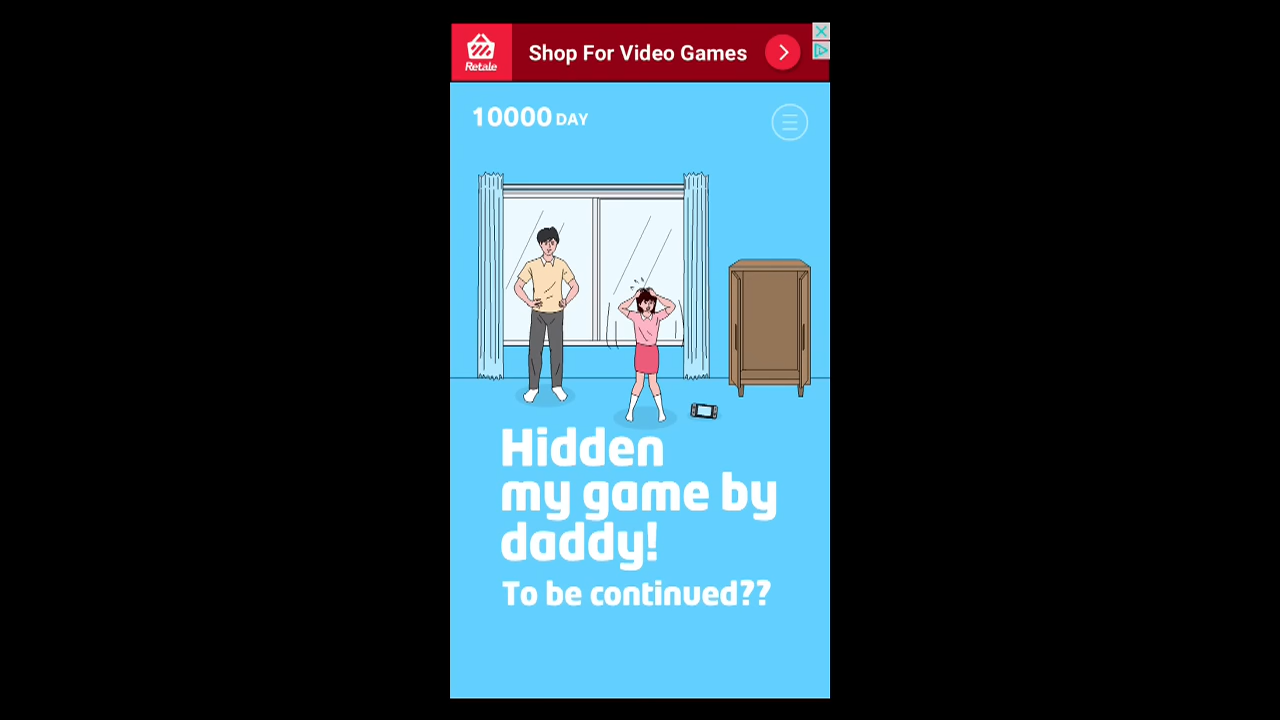 Retale
Shop For Video Games
10000 DAY
Hidden
my game by
daddy!
To be continued??